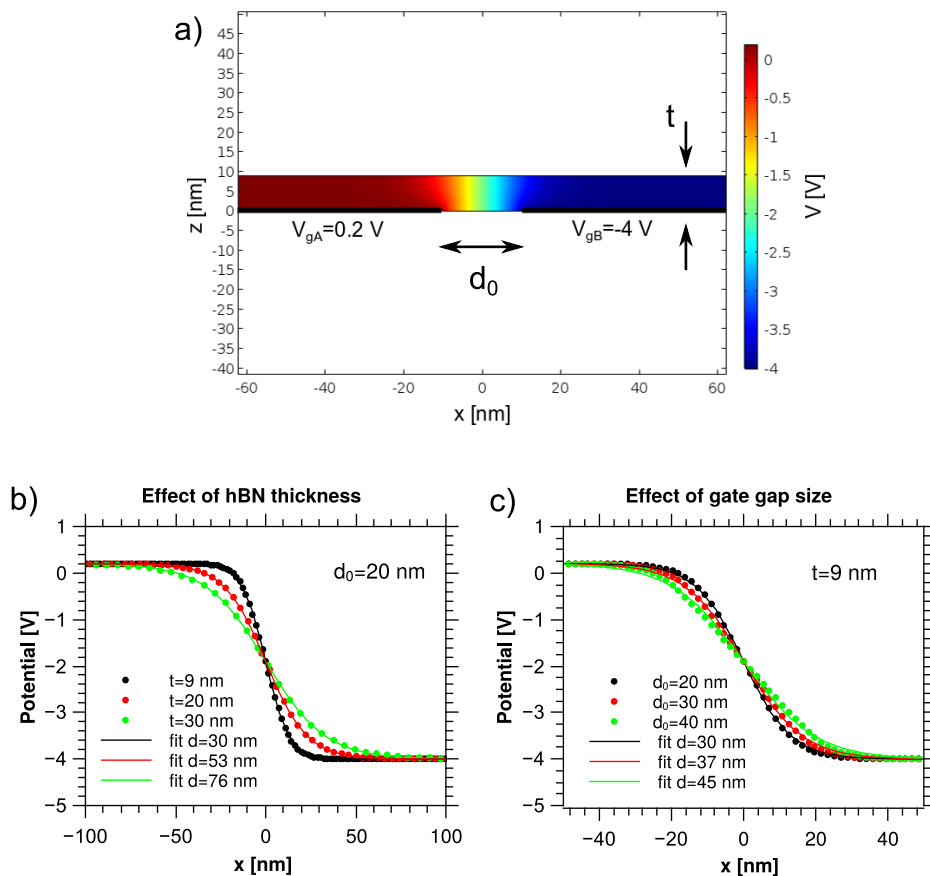 a)
45
40
35
30
25
20
15
10
5
0
-5
-10
-15
-20
-25
-30
-35
-40
z [nm]
-60 -40 -20 0 20 40 60
x [nm]
V_gA=0.2 V
V_gB=-4 V
d₀
t
0
-0.5
-1
-1.5
-2
-2.5
-3
-3.5
-4
V [V]
b)
Effect of hBN thickness
1
0
−1
−2
−3
−4
−5
Potential [V]
d₀=20 nm
t=9 nm
t=20 nm
t=30 nm
fit d=30 nm
fit d=53 nm
fit d=76 nm
−100 −50 0 50 100
x [nm]
c)
Effect of gate gap size
1
0
−1
−2
−3
−4
−5
Potential [V]
t=9 nm
d₀=20 nm
d₀=30 nm
d₀=40 nm
fit d=30 nm
fit d=37 nm
fit d=45 nm
−40 −20 0 20 40
x [nm]